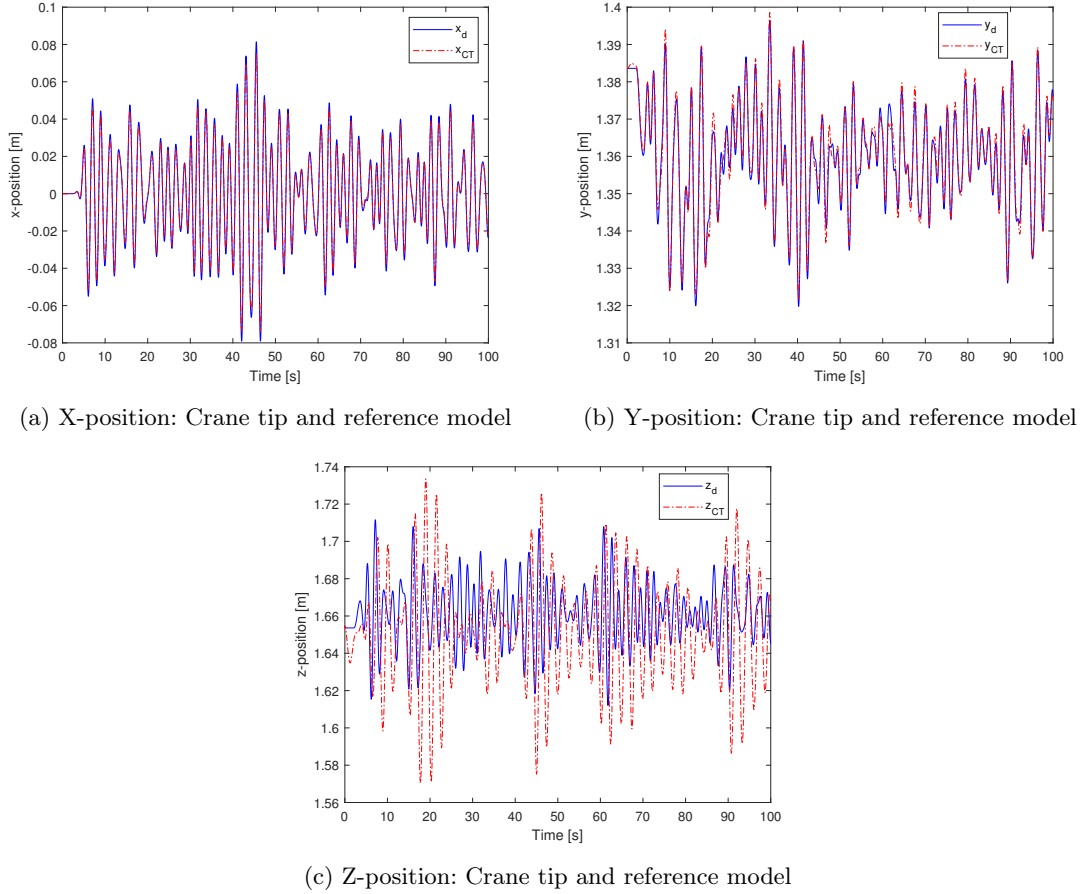 0.1
0.08
0.06
0.04
0.02
0
-0.02
-0.04
-0.06
-0.08
x-position [m]
0 10 20 30 40 50 60 70 80 90 100
Time [s]
x_d
x_CT
1.4
1.39
1.38
1.37
1.36
1.35
1.34
1.33
1.32
1.31
y-position [m]
0 10 20 30 40 50 60 70 80 90 100
Time [s]
y_d
y_CT
(a) X-position: Crane tip and reference model
(b) Y-position: Crane tip and reference model
1.74
1.72
1.7
1.68
1.66
1.64
1.62
1.6
1.58
1.56
z-position [m]
0 10 20 30 40 50 60 70 80 90 100
Time [s]
z_d
z_CT
(c) Z-position: Crane tip and reference model